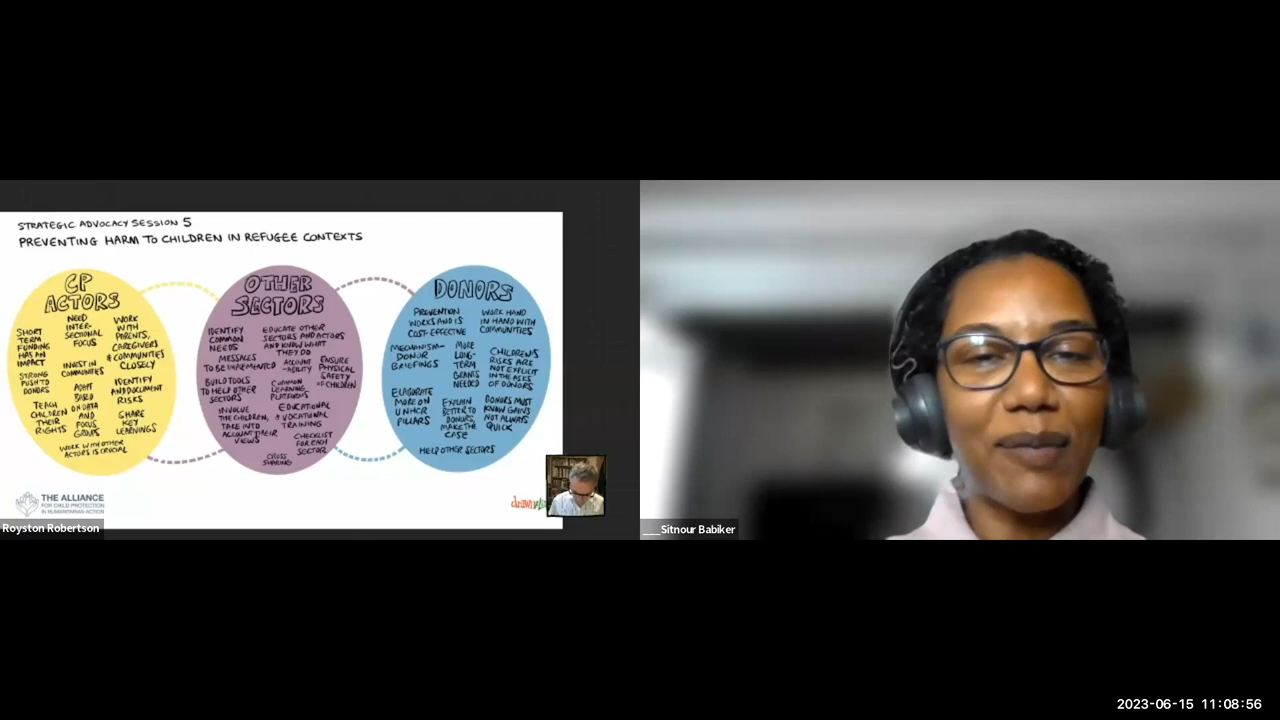 STRATEGIC ADVOCACY SESSION 5
PREVENTING HARM TO CHILDREN IN REFUGEE CONTEXTS
CP
ACTORS
SHORT
TERM
FUNDING
HAS AN
IMPACT
STRONG
PUSH TO
DONORS
TEACH
CHILDREN
THEIR
RIGHTS
NEED
INTER-
SECTIONAL
FOCUS
INVEST IN
COMMUNITIES
ADAPT
BASED
ON DATA
AND
FOCUS
GROUPS
WORK
WITH
PARENTS,
CAREGIVERS
& COMMUNITIES
CLOSELY
IDENTIFY
AND DOCUMENT
RISKS
SHARE
KEY
LEARNINGS
WORK WITH OTHER
ACTORS IS CRUCIAL
OTHER
SECTORS
IDENTIFY
COMMON
NEEDS
EDUCATE OTHER
SECTORS AND ACTORS
AND KNOW WHAT
THEY DO
MESSAGES
TO BE IMPLEMENTED
ACCOUNT
-ABILITY
ENSURE
PHYSICAL
SAFETY
OF CHILDREN
BUILD TOOLS
TO HELP OTHER
SECTORS
COMMON
LEARNING
PLATFORMS
INVOLVE
THE CHILDREN,
TAKE INTO
ACCOUNT THEIR
VIEWS
EDUCATIONAL
& VOCATIONAL
TRAINING
CHECKLIST
FOR EACH
SECTOR
CROSS
SHARING
DONORS
PREVENTION
WORKS AND IS
COST-EFFECTIVE
WORK HAND
IN HAND WITH
COMMUNITIES
MECHANISM-
DONOR
BRIEFINGS
MORE
LONG-
TERM
GRANTS
NEEDED
CHILDREN'S
RISKS ARE
NOT EXPLICIT
IN THE ASKS
OF DONORS
ELABORATE
MORE ON
UNHCR
PILLARS
EXPLAIN
BETTER TO
DONORS,
MAKE THE
CASE
DONORS MUST
KNOW GAINS
NOT ALWAYS
QUICK
HELP OTHER SECTORS
THE ALLIANCE
FOR CHILD PROTECTION
IN HUMANITARIAN ACTION
Royston Robertson
___Sitnour Babiker
2023-06-15 11:08:56